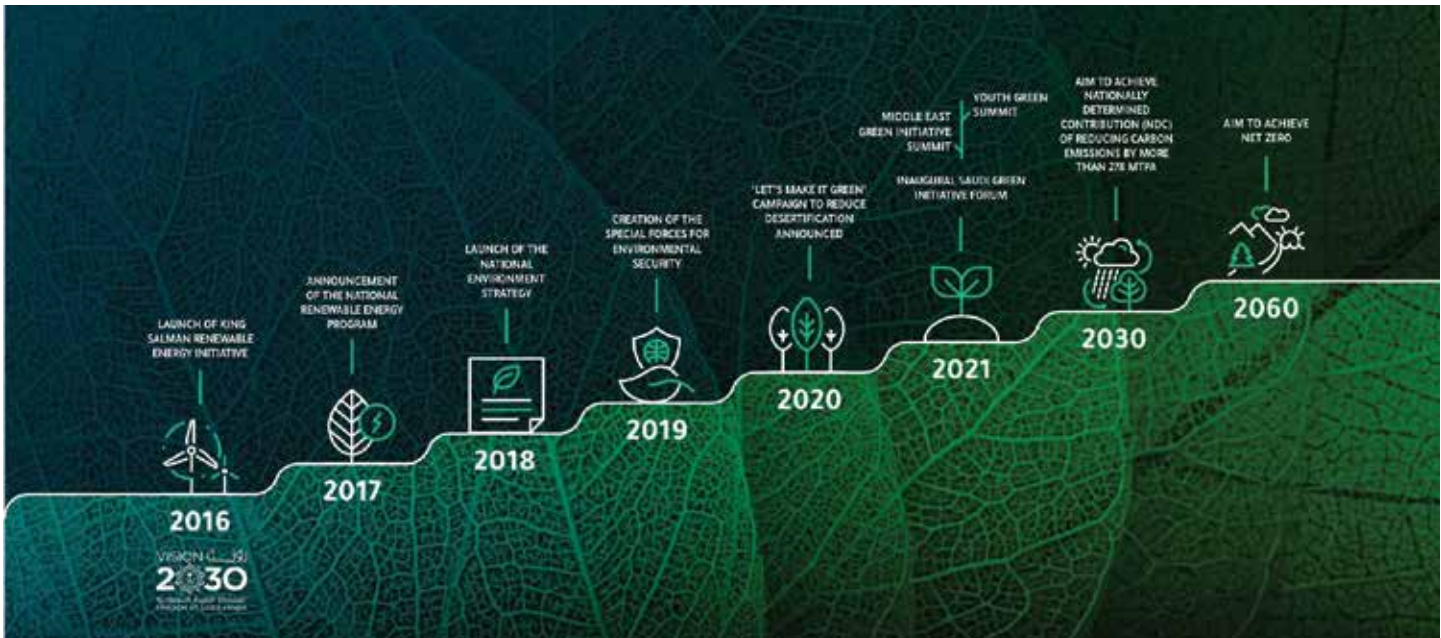 LAUNCH OF KING
SALMAN RENEWABLE
ENERGY INITIATIVE
2016
VISION رؤيـــة
2030
ANNOUNCEMENT
OF THE NATIONAL
RENEWABLE ENERGY
PROGRAM
2017
LAUNCH OF THE
NATIONAL
ENVIRONMENT
STRATEGY
2018
CREATION OF THE
SPECIAL FORCES FOR
ENVIRONMENTAL
SECURITY
2019
'LET'S MAKE IT GREEN'
CAMPAIGN TO REDUCE
DESERTIFICATION
ANNOUNCED
2020
YOUTH GREEN
SUMMIT
MIDDLE EAST
GREEN INITIATIVE
SUMMIT
INAUGURAL SAUDI GREEN
INITIATIVE FORUM
2021
AIM TO ACHIEVE
NATIONALLY
DETERMINED
CONTRIBUTION (NDC)
OF REDUCING CARBON
EMISSIONS BY MORE
THAN 278 MTPA
2030
AIM TO ACHIEVE
NET ZERO
2060